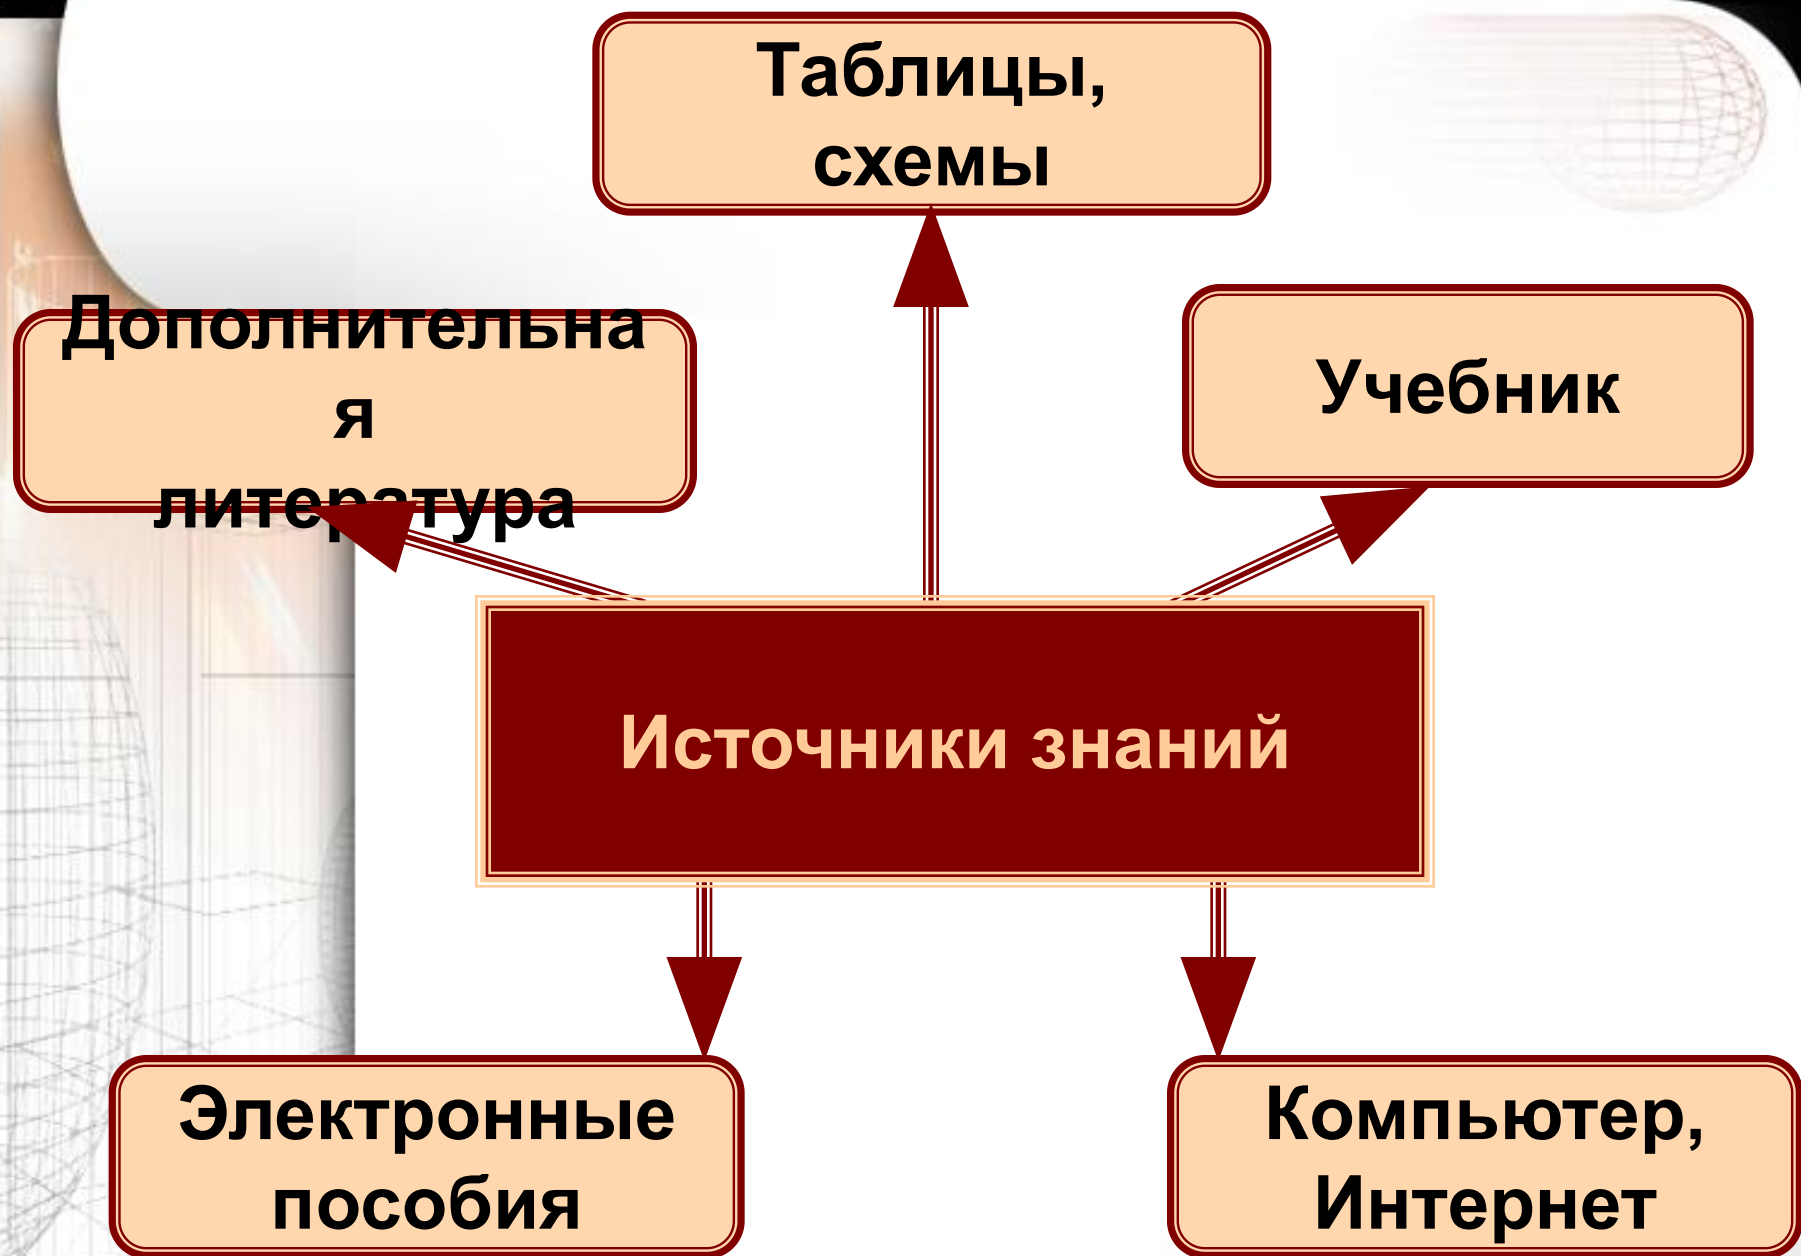 Таблицы,
схемы
Дополнительна
я
литература
Учебник
Источники знаний
Электронные
пособия
Компьютер,
Интернет